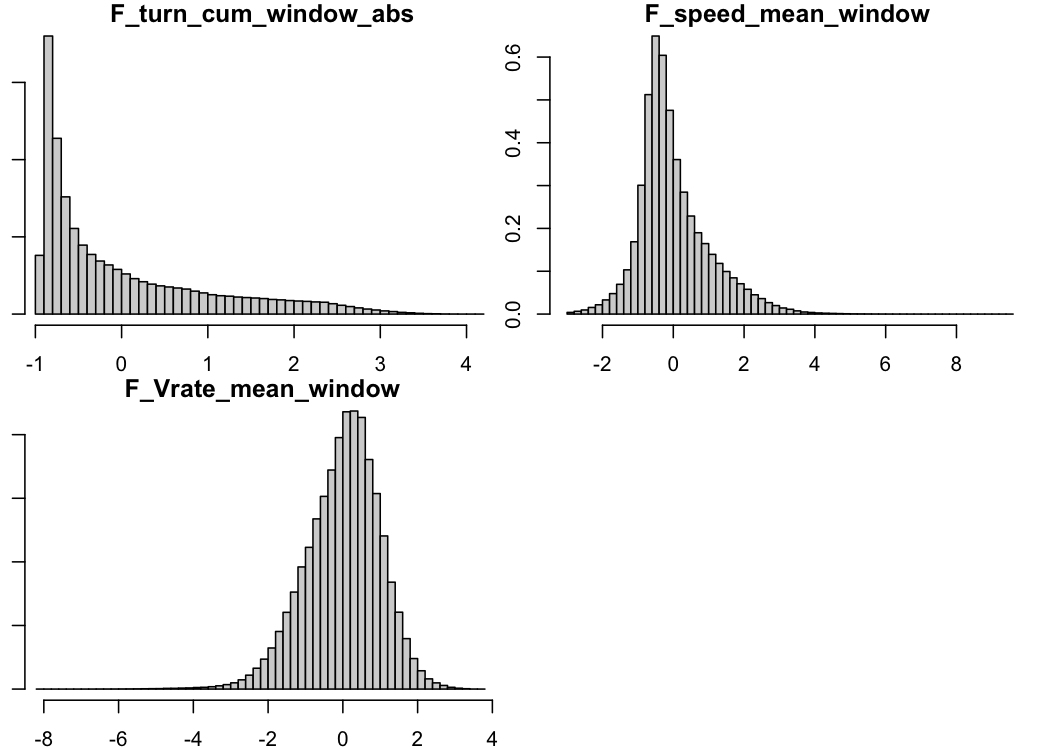 F_turn_cum_window_abs
F_speed_mean_window
0.0 0.2 0.4 0.6
-1 0 1 2 3 4
-2 0 2 4 6 8
F_Vrate_mean_window
-8 -6 -4 -2 0 2 4